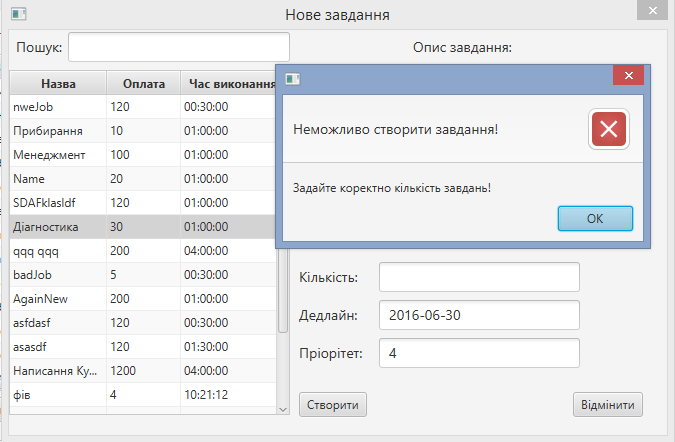 Нове завдання
Пошук:
Опис завдання:
Назва Оплата Час виконання
nweJob 120 00:30:00
Прибирання 10 01:00:00
Менеджмент 100 01:00:00
Name 20 01:00:00
SDAFklasldf 120 01:00:00
Діагностика 30 01:00:00
qqq qqq 200 04:00:00
badJob 5 00:30:00
AgainNew 200 01:00:00
asfdasf 120 00:30:00
asasdf 120 01:30:00
Написання Ку... 1200 04:00:00
фів 4 10:21:12
Неможливо створити завдання!
Задайте коректно кількість завдань!
OK
Кількість:
Дедлайн: 2016-06-30
Пріорітет: 4
Створити
Відмінити